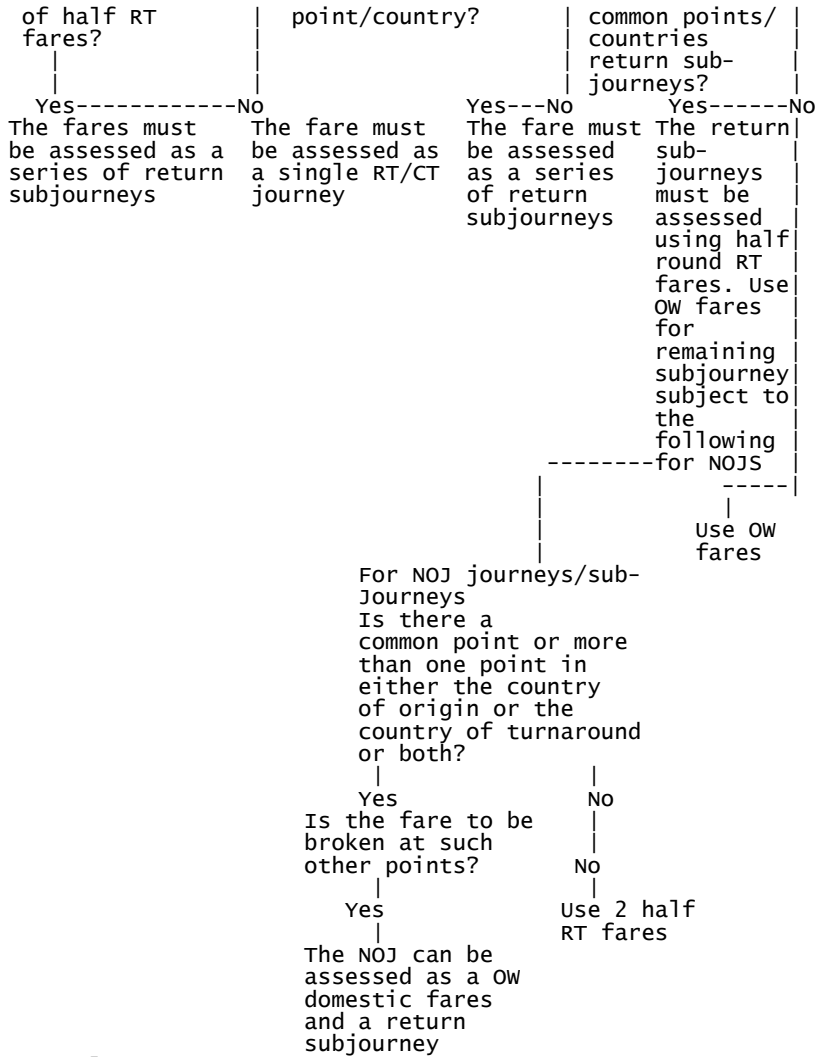 of half RT | point/country? | common points/ |
fares? | | countries |
| | | return sub- |
| | | journeys? |
Yes------------No Yes---No Yes------No
The fares must The fare must The fare must The return|
be assessed as a be assessed as be assessed sub- |
series of return a single RT/CT as a series journeys |
subjourneys journey of return must be |
subjourneys assessed |
using half|
round RT |
fares. Use|
OW fares |
for |
remaining |
subjourney|
subject to|
the |
following |
--------for NOJS |
| -----|
| |
| Use OW
| fares
For NOJ journeys/sub-
Journeys
Is there a
common point or more
than one point in
either the country
of origin or the
country of turnaround
or both?
| |
Yes No
Is the fare to be |
broken at such |
other points? No
| |
Yes Use 2 half
| RT fares
The NOJ can be
assessed as a OW
domestic fares
and a return
subjourney